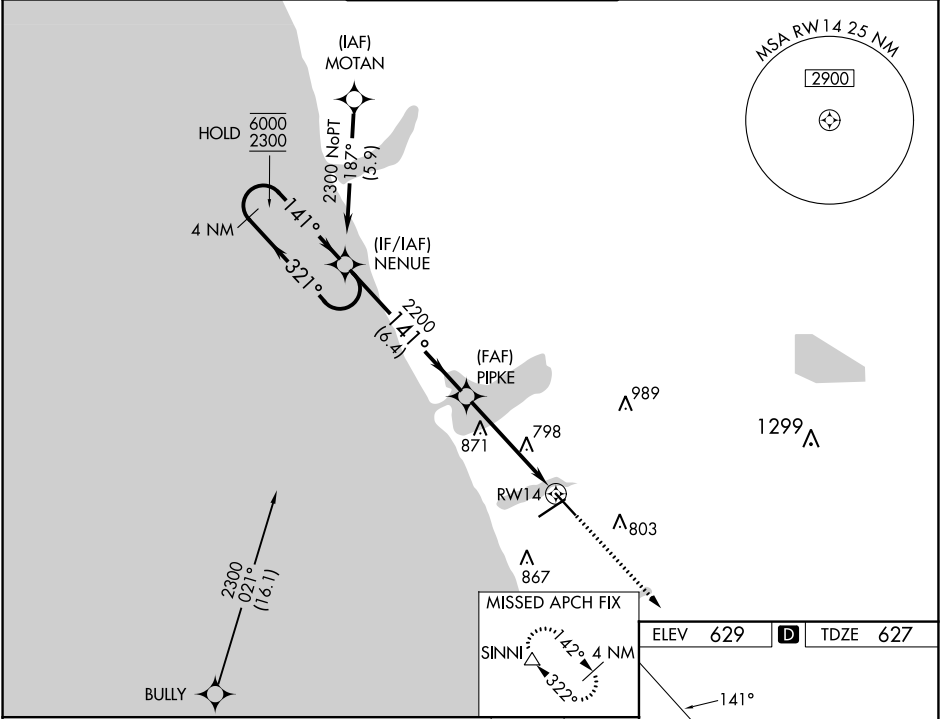 (IAF)
MOTAN
MSA RW14 25 NM
2900
HOLD 6000
2300
2300 NoPT
187°
(5.9)
4 NM
141°
321°
(IF/IAF)
NENUE
2200
141°
(6.4)
(FAF)
PIPKE
989
1299
871
798
RW14
803
867
2300
021°
(16.1)
BULLY
MISSED APCH FIX
SINNI
142°
4 NM
322°
ELEV 629 D TDZE 627
141°